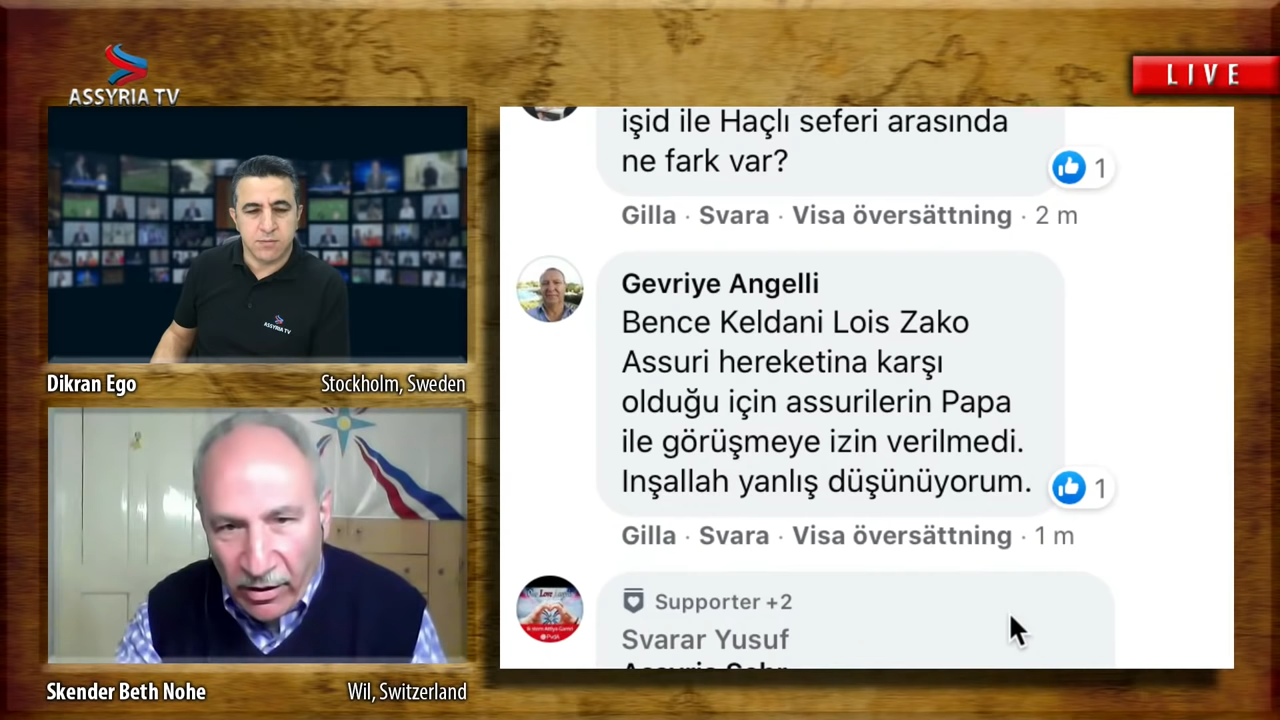 ASSYRIA TV
LIVE
ASSYRIA TV
Dikran Ego
Stockholm, Sweden
Skender Beth Nohe
Wil, Switzerland
işid ile Haçlı seferi arasında
ne fark var?
1
Gilla · Svara · Visa översättning · 2 m
Gevriye Angelli
Bence Keldani Lois Zako
Assuri hereketina karşı
olduğu için assurilerin Papa
ile görüşmeye izin verilmedi.
Inşallah yanlış düşünüyorum.
1
Gilla · Svara · Visa översättning · 1 m
Supporter +2
Svarar Yusuf